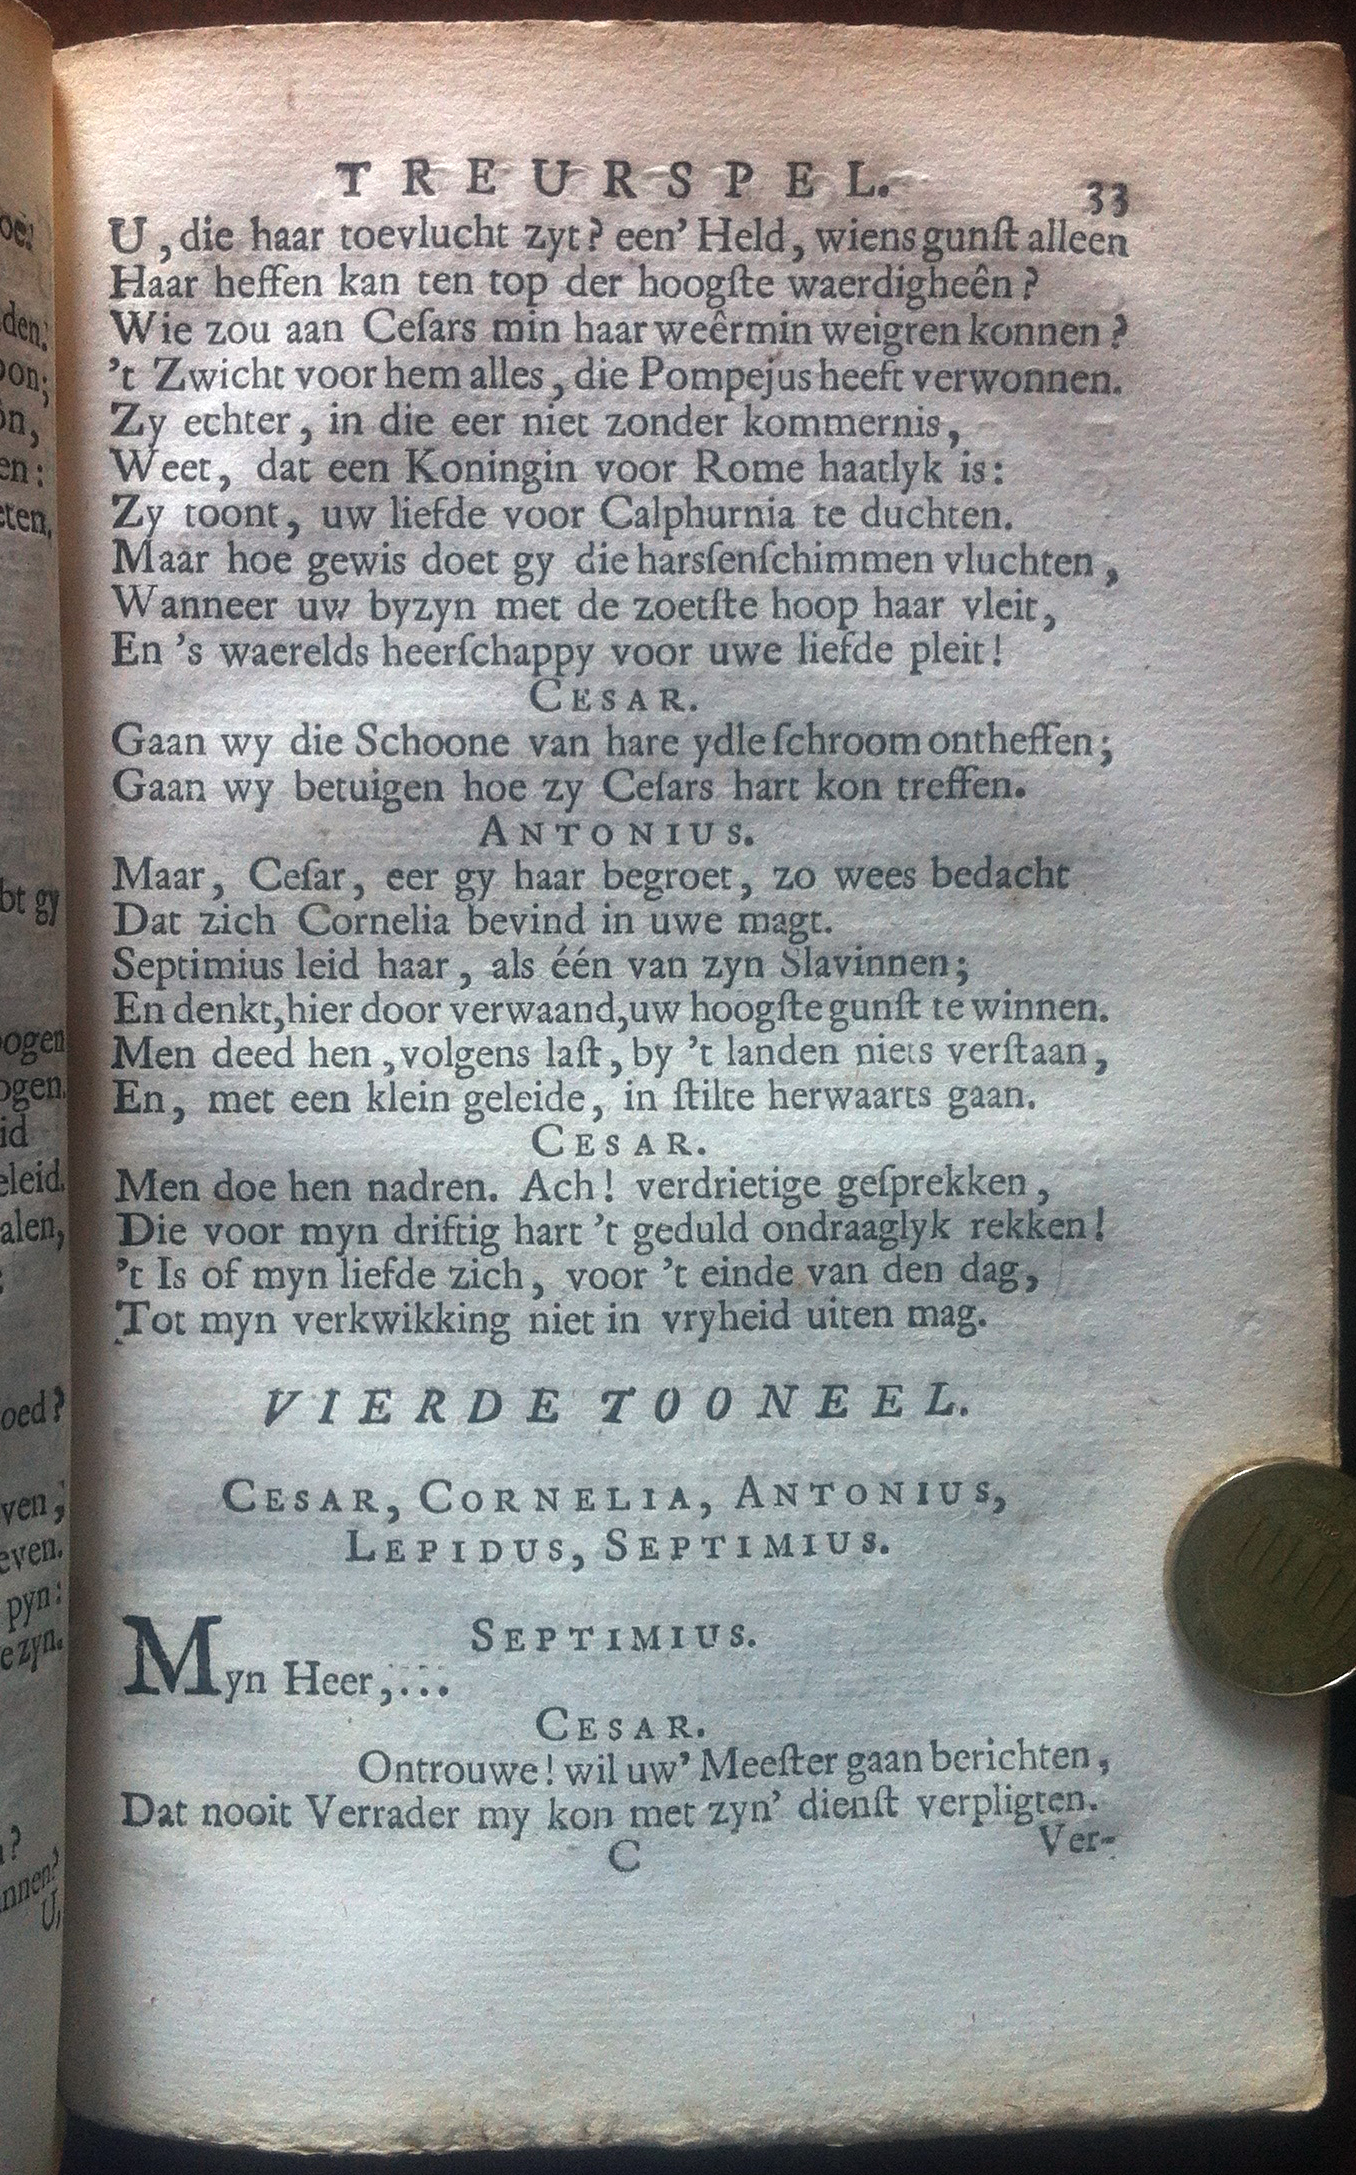 TREURSPEL. 33
U, die haar toevlucht zyt? een' Held, wiens gunſt alleen
Haar heffen kan ten top der hoogſte waerdigheên?
Wie zou aan Ceſars min haar weêrmin weigren konnen?
't Zwicht voor hem alles, die Pompejus heeft verwonnen.
Zy echter, in die eer niet zonder kommernis,
Weet, dat een Koningin voor Rome haatlyk is:
Zy toont, uw liefde voor Calphurnia te duchten.
Maar hoe gewis doet gy die harsſenſchimmen vluchten,
Wanneer uw byzyn met de zoetſte hoop haar vleit,
En 's waerelds heerſchappy voor uwe liefde pleit!
CESAR.
Gaan wy die Schoone van hare ydle ſchroom ontheffen;
Gaan wy betuigen hoe zy Ceſars hart kon treffen.
ANTONIUS.
Maar, Ceſar, eer gy haar begroet, zo wees bedacht
Dat zich Cornelia bevind in uwe magt.
Septimius leid haar, als één van zyn Slavinnen;
En denkt, hier door verwaand, uw hoogſte gunſt te winnen.
Men deed hen, volgens laſt, by 't landen niets verſtaan,
En, met een klein geleide, in ſtilte herwaarts gaan.
CESAR.
Men doe hen nadren. Ach! verdrietige geſprekken,
Die voor myn driftig hart 't geduld ondraaglyk rekken!
't Is of myn liefde zich, voor 't einde van den dag,
Tot myn verkwikking niet in vryheid uiten mag.
VIERDE TOONEEL.
CESAR, CORNELIA, ANTONIUS,
LEPIDUS, SEPTIMIUS.
SEPTIMIUS.
Myn Heer,....
CESAR.
Ontrouwe! wil uw' Meeſter gaan berichten,
Dat nooit Verrader my kon met zyn' dienſt verpligten.
C Ver-